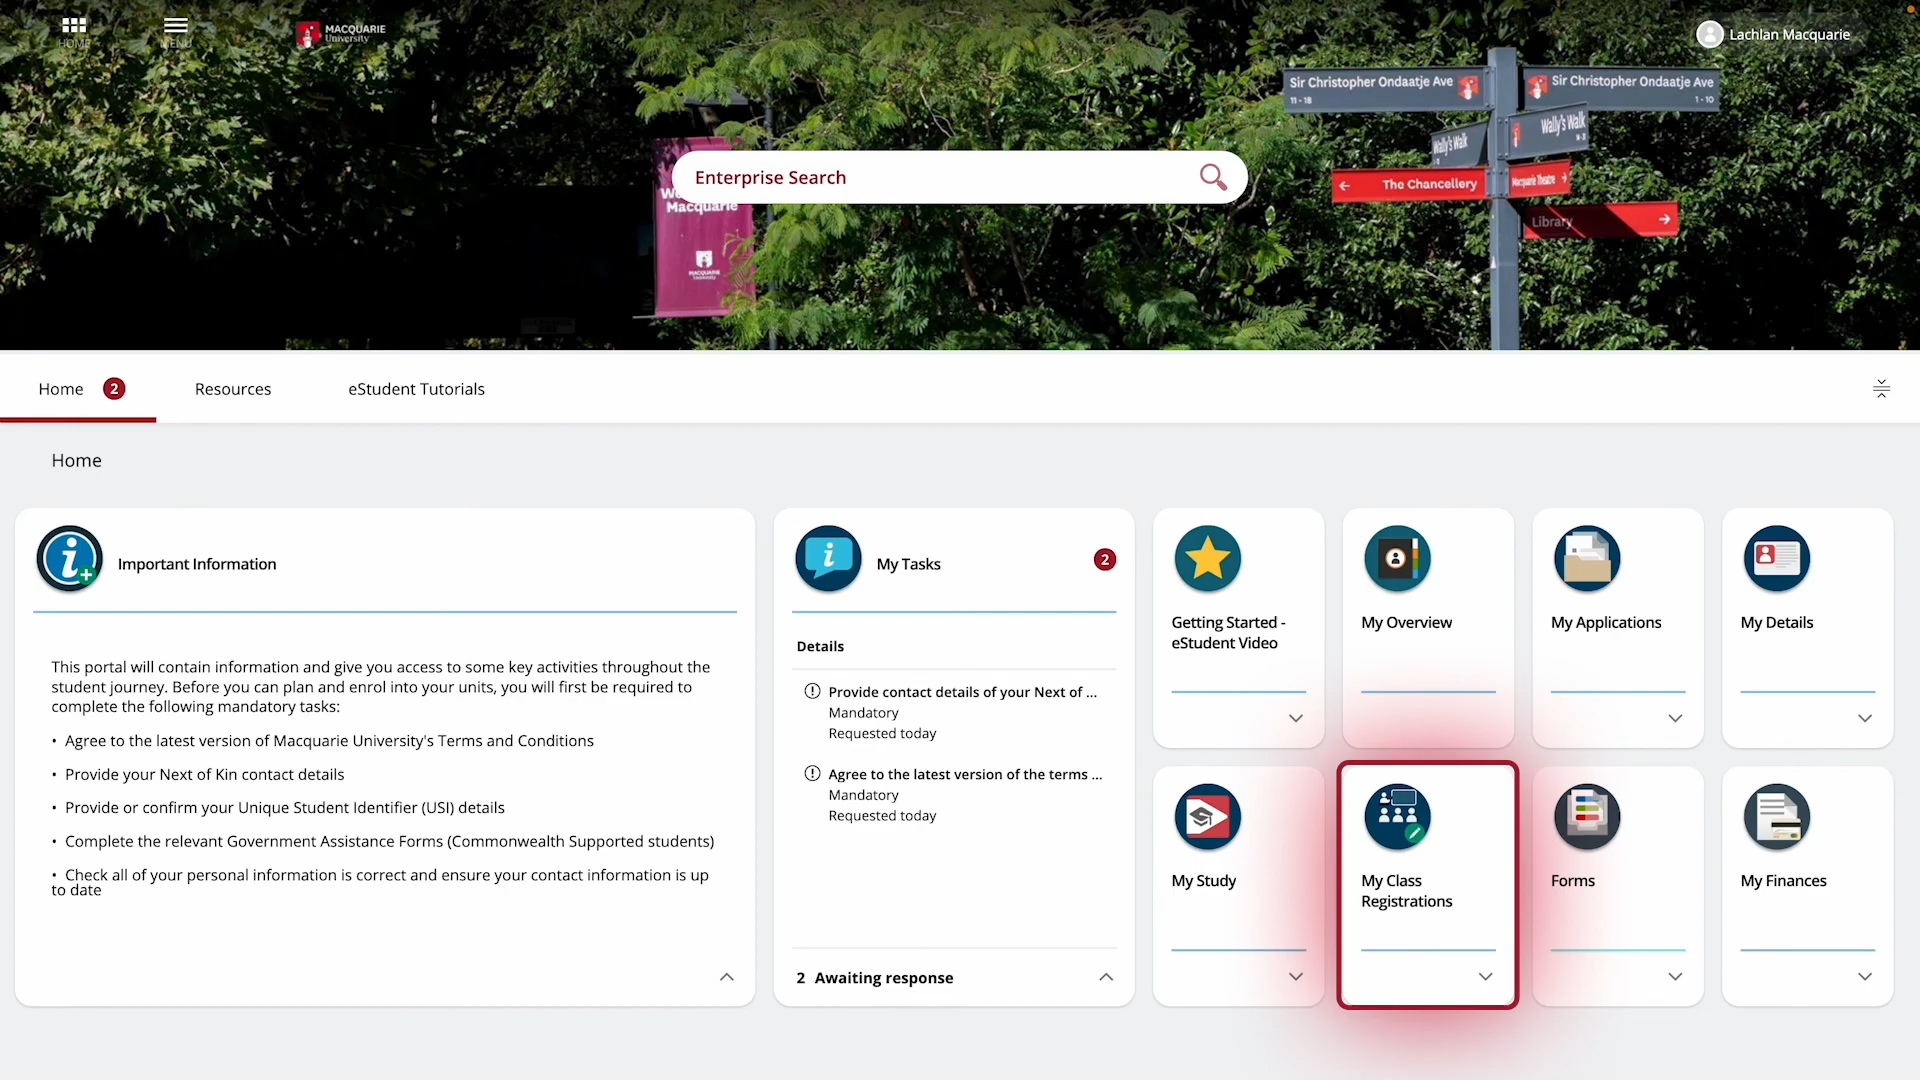 HOME
MENU
MACQUARIE
University
Lachlan Macquarie
Sir Christopher Ondaatje Ave
11 - 18
Sir Christopher Ondaatje Ave
1 - 10
Wally's Walk
Wally's Walk
The Chancellery
Macquarie Theatre
Library
Enterprise Search
Macquarie
MACQUARIE
Home 2
Resources
eStudent Tutorials
Home
Important Information
This portal will contain information and give you access to some key activities throughout the
student journey. Before you can plan and enrol into your units, you will first be required to
complete the following mandatory tasks:
• Agree to the latest version of Macquarie University's Terms and Conditions
• Provide your Next of Kin contact details
• Provide or confirm your Unique Student Identifier (USI) details
• Complete the relevant Government Assistance Forms (Commonwealth Supported students)
• Check all of your personal information is correct and ensure your contact information is up
to date
My Tasks
2
Details
Provide contact details of your Next of ...
Mandatory
Requested today
Agree to the latest version of the terms ...
Mandatory
Requested today
2 Awaiting response
Getting Started -
eStudent Video
My Overview
My Applications
My Details
My Study
My Class
Registrations
Forms
My Finances